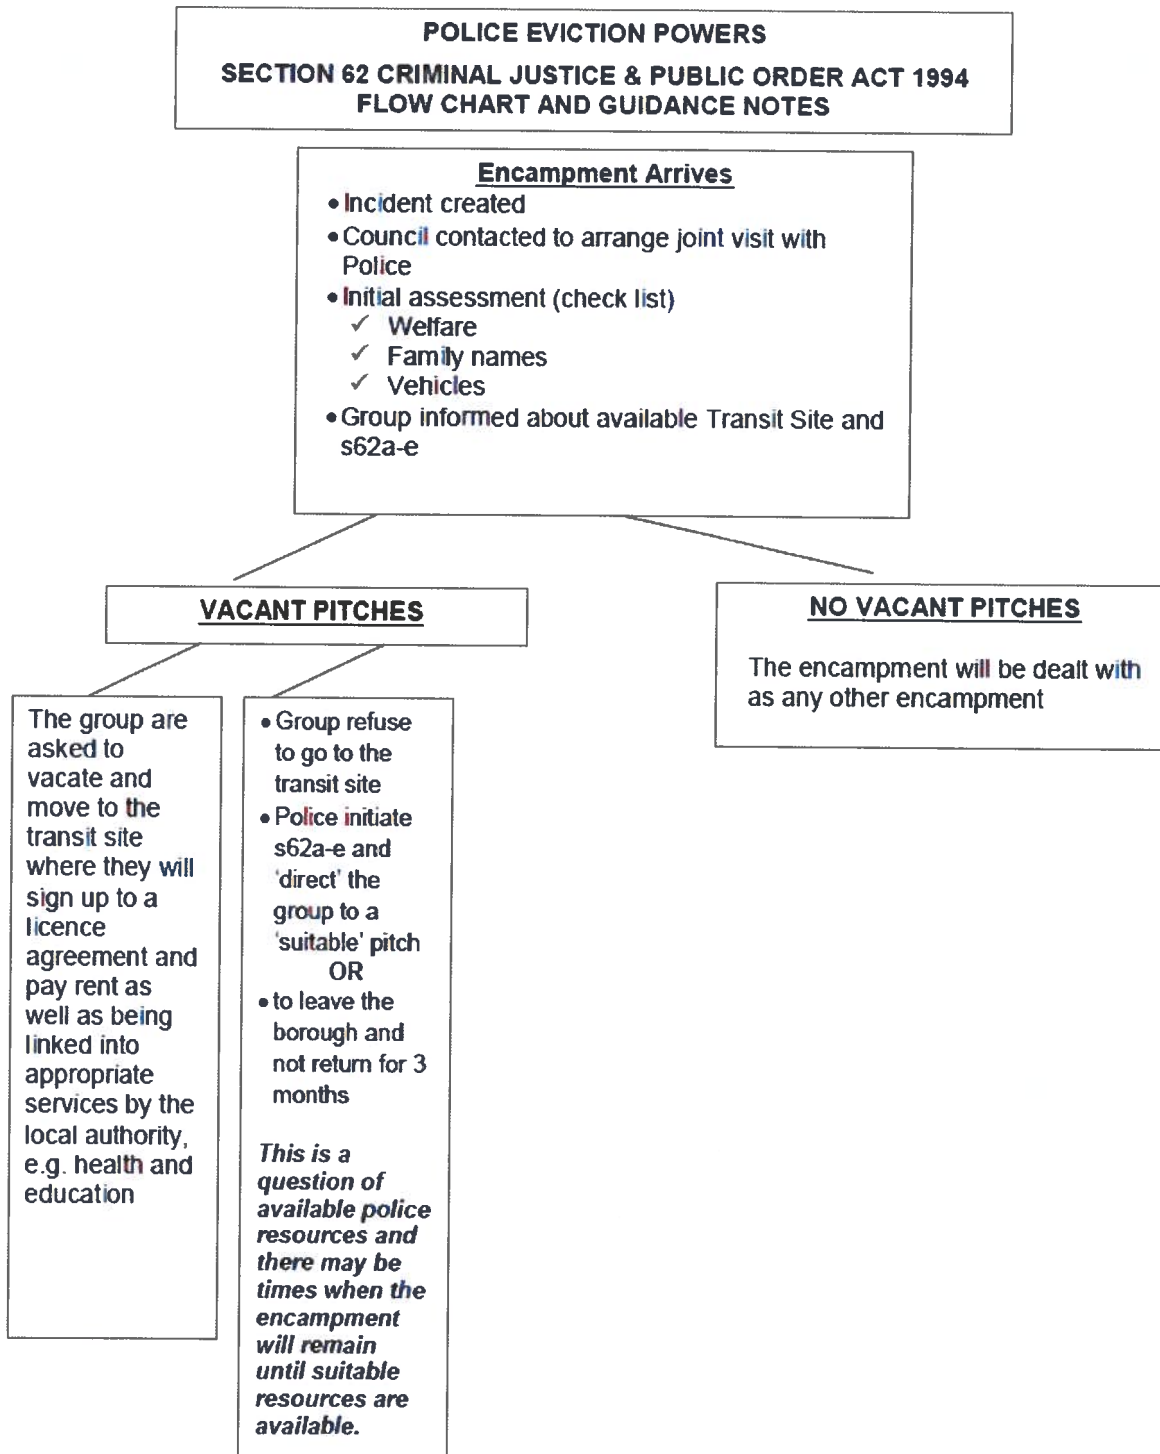 POLICE EVICTION POWERS
SECTION 62 CRIMINAL JUSTICE & PUBLIC ORDER ACT 1994
FLOW CHART AND GUIDANCE NOTES
Encampment Arrives
• Incident created
• Council contacted to arrange joint visit with
Police
• Initial assessment (check list)
✓ Welfare
✓ Family names
✓ Vehicles
• Group informed about available Transit Site and
s62a-e
VACANT PITCHES
The group are
asked to
vacate and
move to the
transit site
where they will
sign up to a
licence
agreement and
pay rent as
well as being
linked into
appropriate
services by the
local authority,
e.g. health and
education
• Group refuse
to go to the
transit site
• Police initiate
s62a-e and
'direct' the
group to a
'suitable' pitch
OR
• to leave the
borough and
not return for 3
months
This is a
question of
available police
resources and
there may be
times when the
encampment
will remain
until suitable
resources are
available.
NO VACANT PITCHES
The encampment will be dealt with
as any other encampment